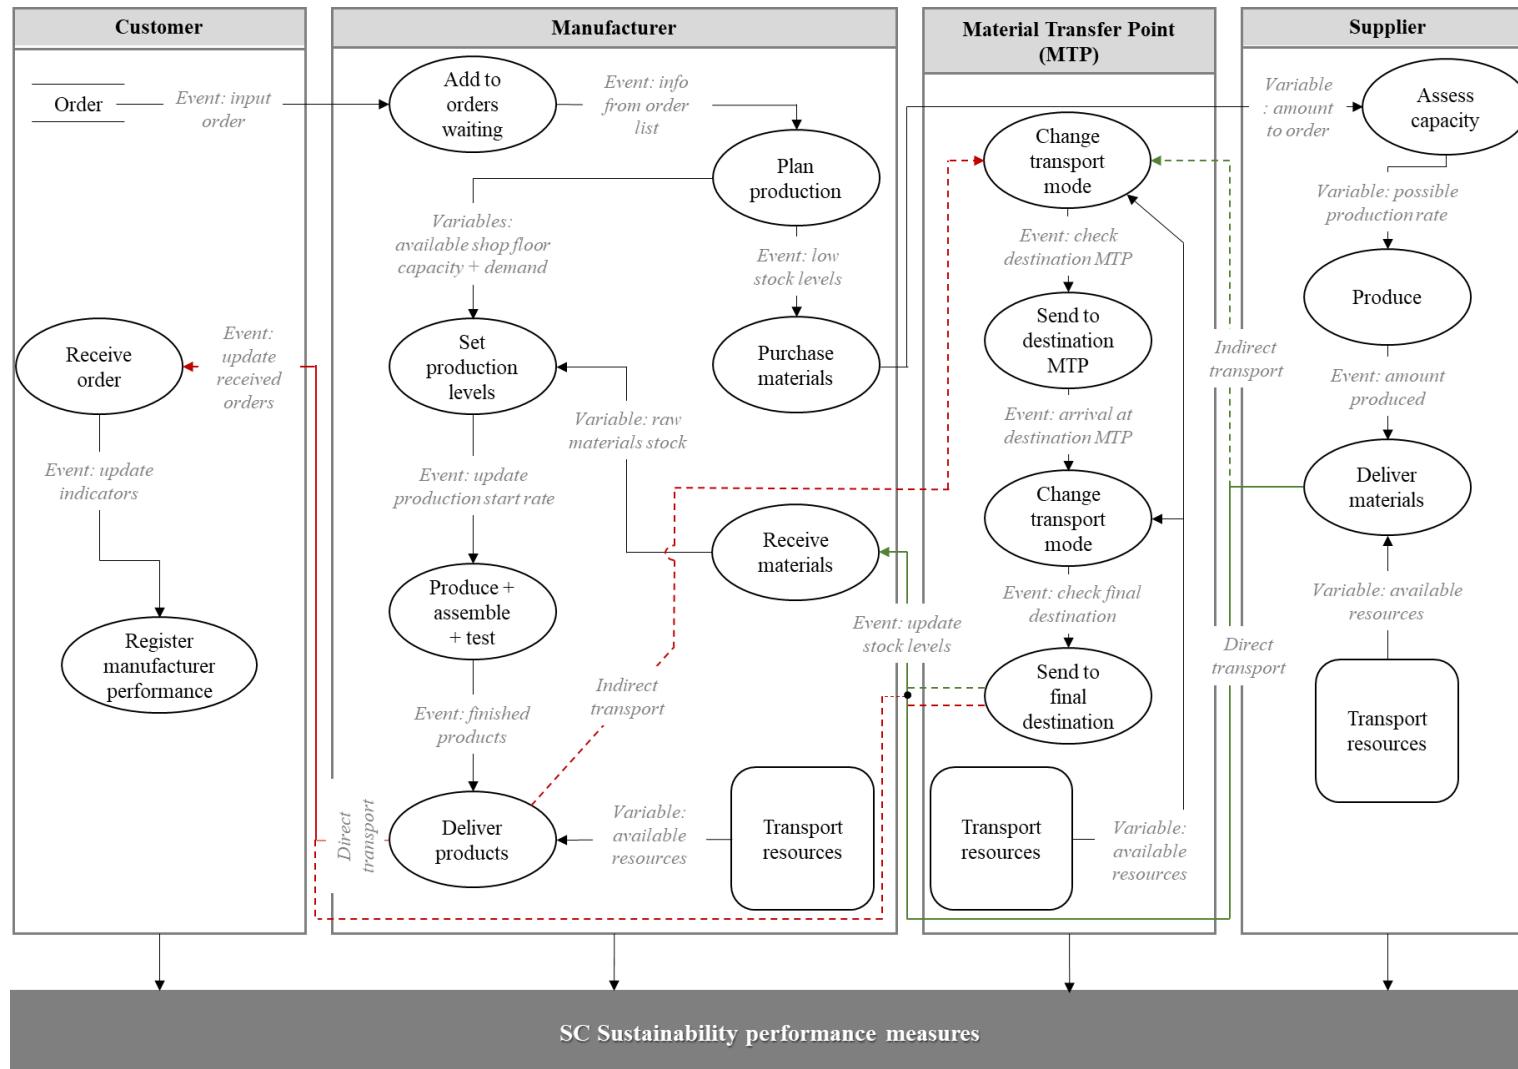 Customer
Manufacturer
Material Transfer Point
(MTP)
Supplier
Order
Event: input
order
Receive
order
Event:
update
received
orders
Event: update
indicators
Register
manufacturer
performance
Add to
orders
waiting
Event: info
from order
list
Plan
production
Variables:
available shop floor
capacity + demand
Event: low
stock levels
Set
production
levels
Purchase
materials
Variable: raw
materials stock
Event: update
production start rate
Receive
materials
Produce +
assemble
+ test
Event: update
stock levels
Indirect
transport
Event: finished
products
Direct
transport
Deliver
products
Variable:
available
resources
Transport
resources
Change
transport
mode
Event: check
destination MTP
Send to
destination
MTP
Event: arrival at
destination MTP
Change
transport
mode
Event: check final
destination
Send to
final
destination
Transport
resources
Variable:
available
resources
Variable
: amount
to order
Assess
capacity
Variable: possible
production rate
Produce
Indirect
transport
Event: amount
produced
Deliver
materials
Variable: available
resources
Direct
transport
Transport
resources
SC Sustainability performance measures